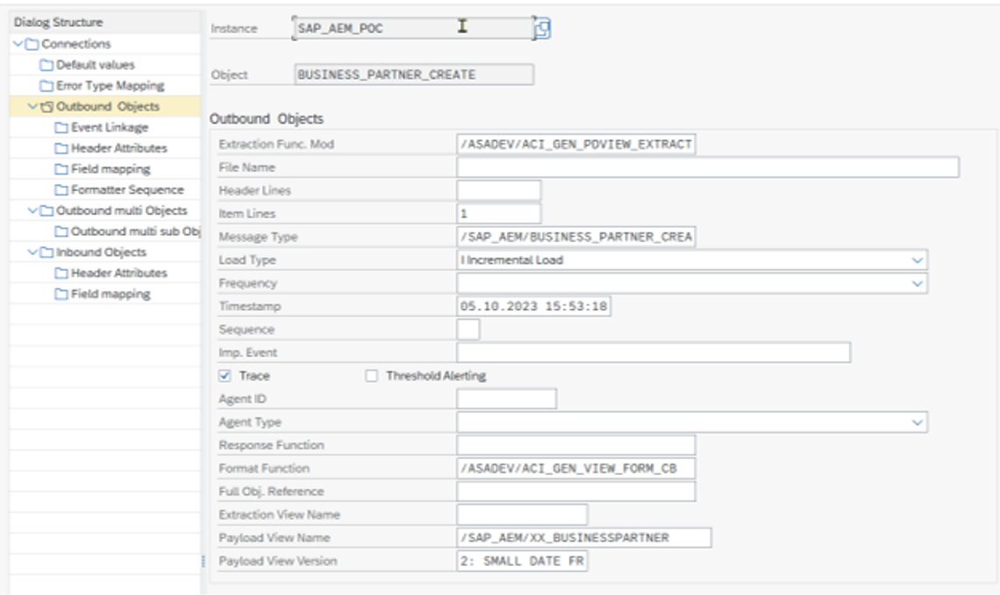 Dialog Structure
Connections
Default values
Error Type Mapping
Outbound Objects
Event Linkage
Header Attributes
Field mapping
Formatter Sequence
Outbound multi Objects
Outbound multi sub Obj
Inbound Objects
Header Attributes
Field mapping
Instance SAP_AEM_POC
Object BUSINESS_PARTNER_CREATE
Outbound Objects
Extraction Func. Mod /ASADEV/ACI_GEN_PDVIEW_EXTRACT
File Name
Header Lines
Item Lines 1
Message Type /SAP_AEM/BUSINESS_PARTNER_CREA
Load Type I Incremental Load
Frequency
Timestamp 05.10.2023 15:53:18
Sequence
Imp. Event
Trace Threshold Alerting
Agent ID
Agent Type
Response Function
Format Function /ASADEV/ACI_GEN_VIEW_FORM_CB
Full Obj. Reference
Extraction View Name
Payload View Name /SAP_AEM/XX_BUSINESSPARTNER
Payload View Version 2: SMALL DATE FR